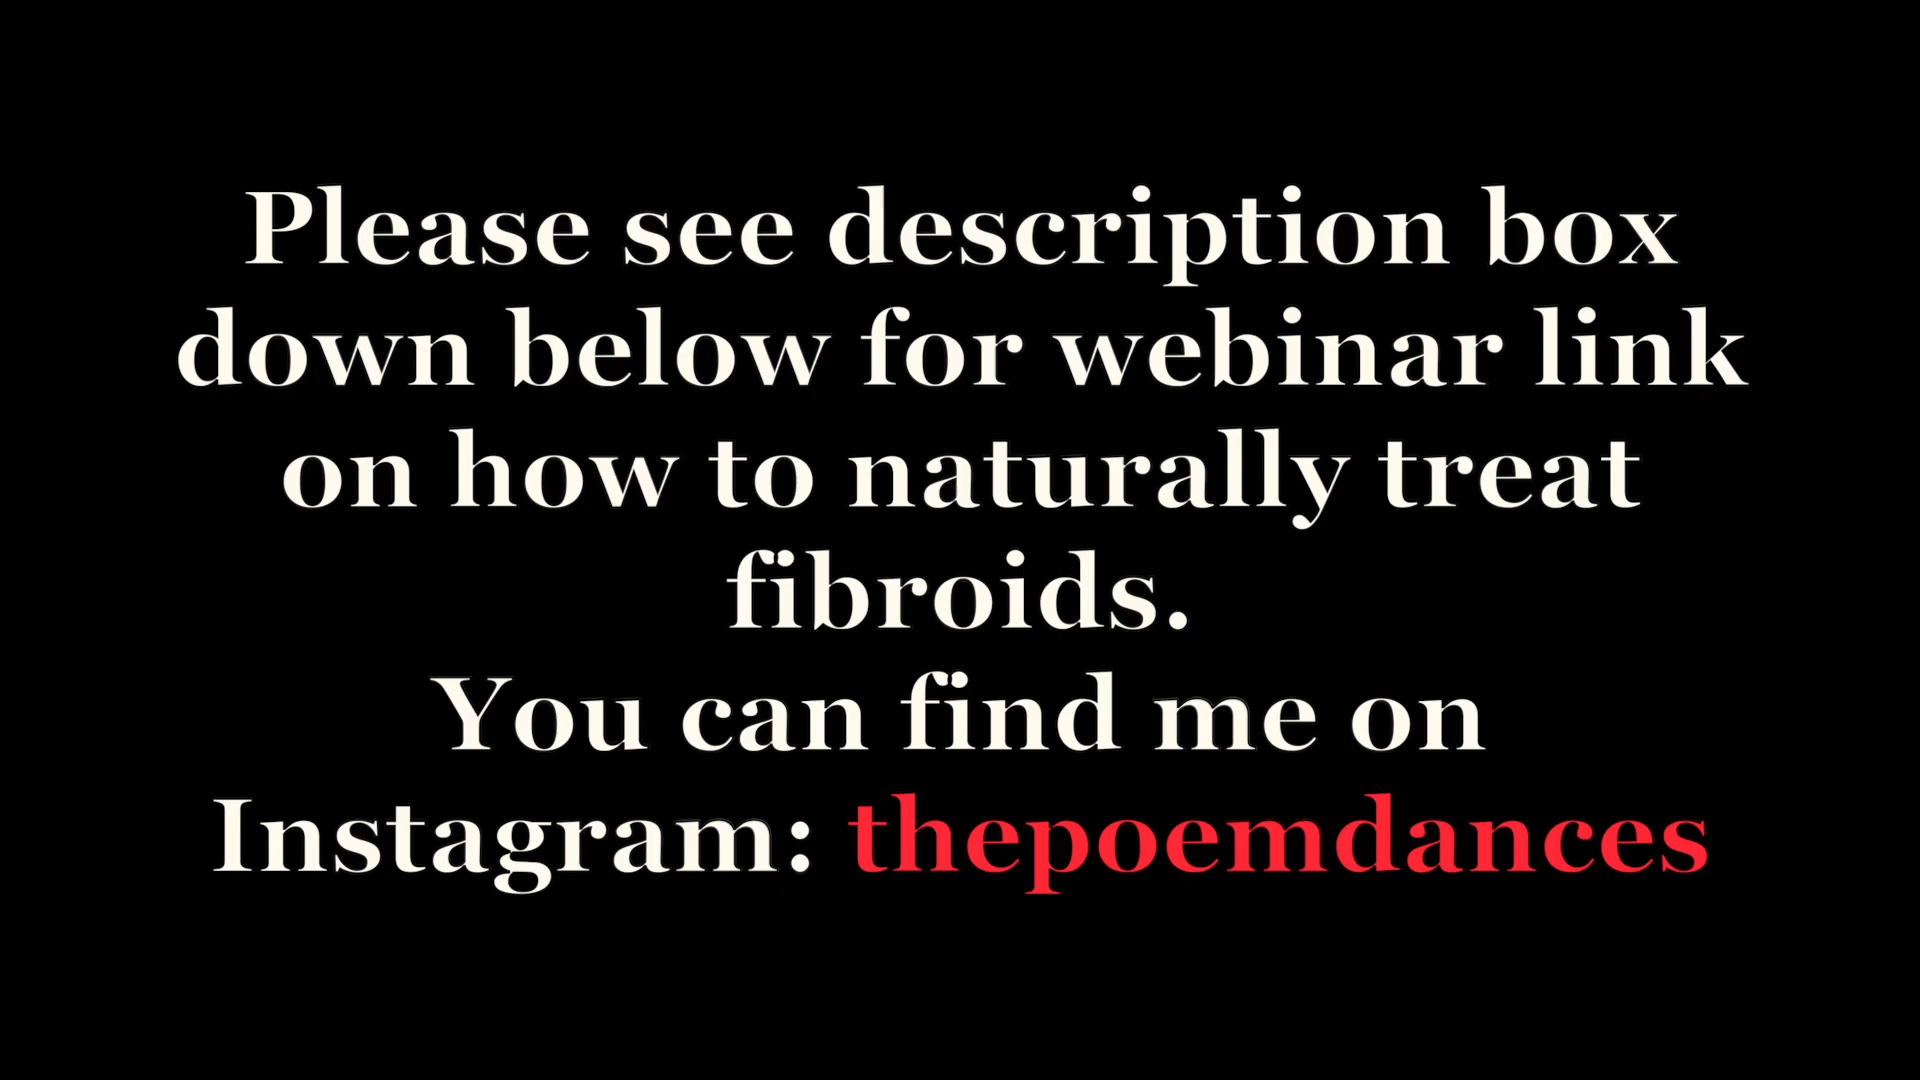 Please see description box
down below for webinar link
on how to naturally treat
fibroids.
You can find me on
Instagram: thepoemdances